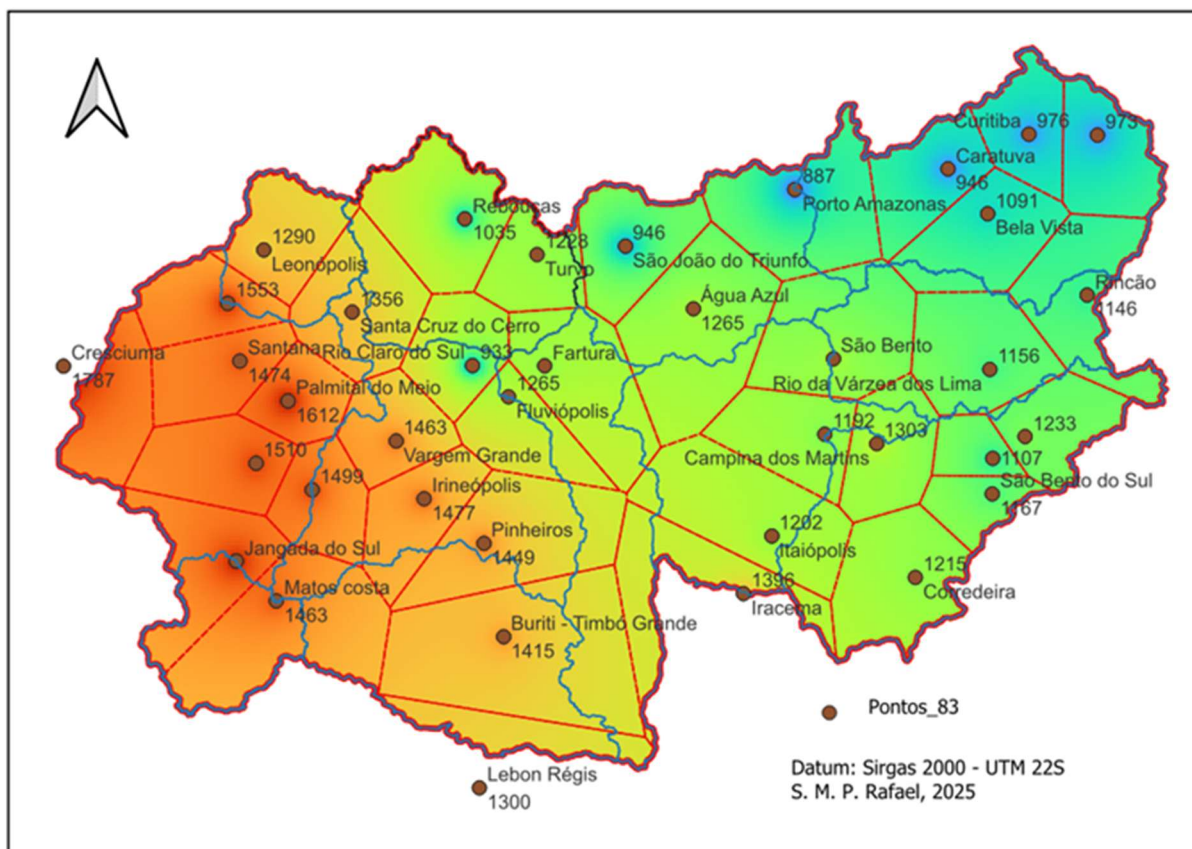 Curitiba 976
973
Caratuva
946
887
Porto Amazonas
1091
Bela Vista
Rebouças
1035
1228
Turvo
946
São João do Triunfo
1290
Leonópolis
1553
1356
Santa Cruz do Cerro
Água Azul
1265
Rincão
1146
Cresciuma
1787
Santana
1474
Rio Claro do Sul
933
Fartura
São Bento
1156
Palmital do Meio
1612
1265
Fluviópolis
Rio da Várzea dos Lima
1463
Vargem Grande
1192
1303
1233
Campina dos Martins
1107
1510
1499
Irineópolis
1477
São Bento do Sul
1167
Pinheiros
1449
1202
Itaiópolis
Jangada do Sul
Matos costa
1463
1396
Iracema
1215
Corredeira
Buriti - Timbó Grande
1415
Pontos_83
Lebon Régis
1300
Datum: Sirgas 2000 - UTM 22S
S. M. P. Rafael, 2025